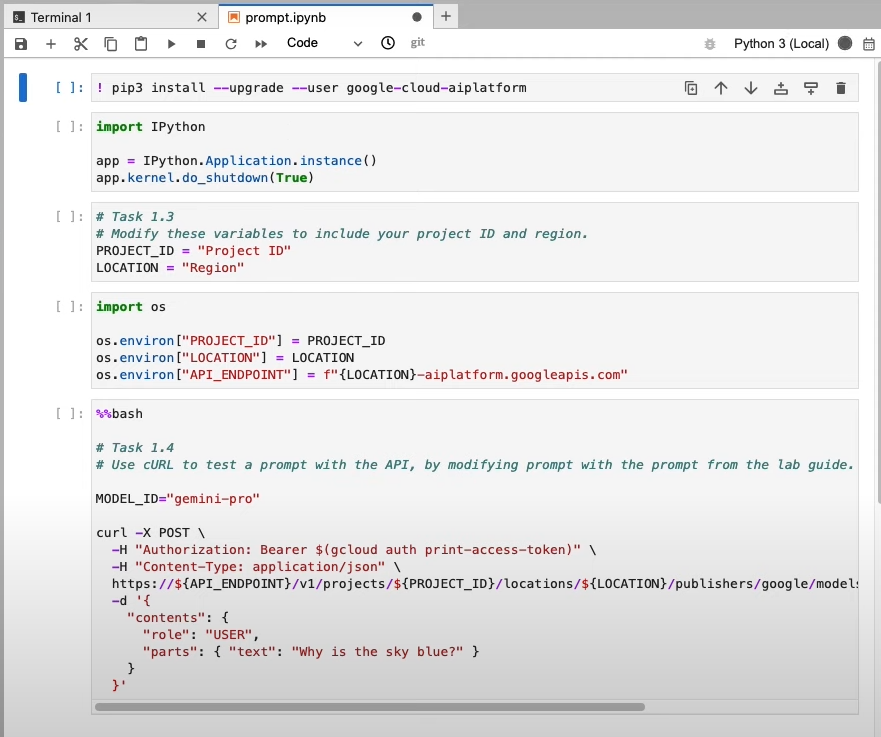 Terminal 1
prompt.ipynb
Code
git
Python 3 (Local)
[ ]: ! pip3 install --upgrade --user google-cloud-aiplatform
[ ]: import IPython
app = IPython.Application.instance()
app.kernel.do_shutdown(True)
[ ]: # Task 1.3
# Modify these variables to include your project ID and region.
PROJECT_ID = "Project ID"
LOCATION = "Region"
[ ]: import os
os.environ["PROJECT_ID"] = PROJECT_ID
os.environ["LOCATION"] = LOCATION
os.environ["API_ENDPOINT"] = f"{LOCATION}-aiplatform.googleapis.com"
[ ]: %%bash
# Task 1.4
# Use cURL to test a prompt with the API, by modifying prompt with the prompt from the lab guide.
MODEL_ID="gemini-pro"
curl -X POST \
-H "Authorization: Bearer $(gcloud auth print-access-token)" \
-H "Content-Type: application/json" \
https://${API_ENDPOINT}/v1/projects/${PROJECT_ID}/locations/${LOCATION}/publishers/google/models
-d '{
"contents": {
"role": "USER",
"parts": { "text": "Why is the sky blue?" }
}
}'